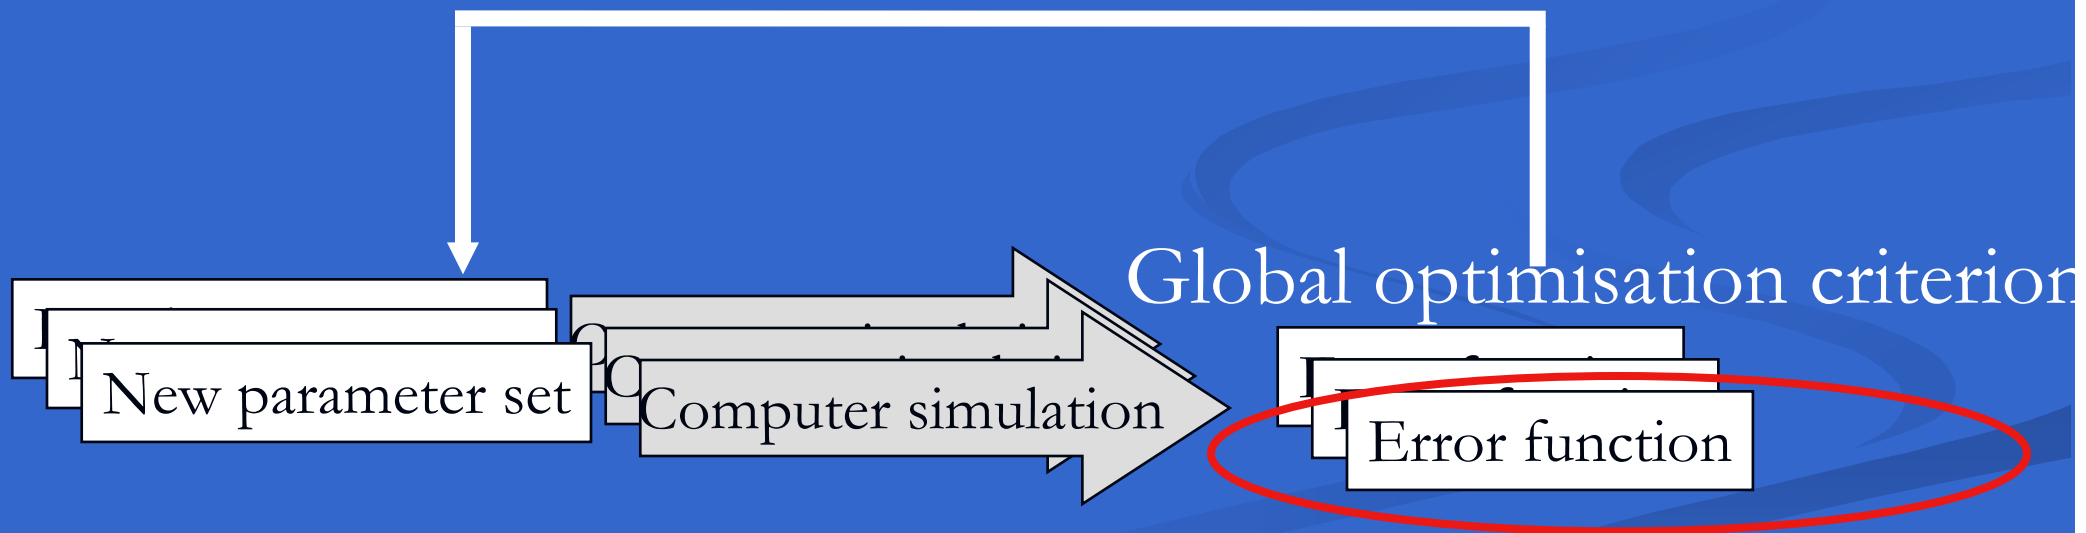 Global optimisation criterion
New parameter set
Computer simulation
Error function